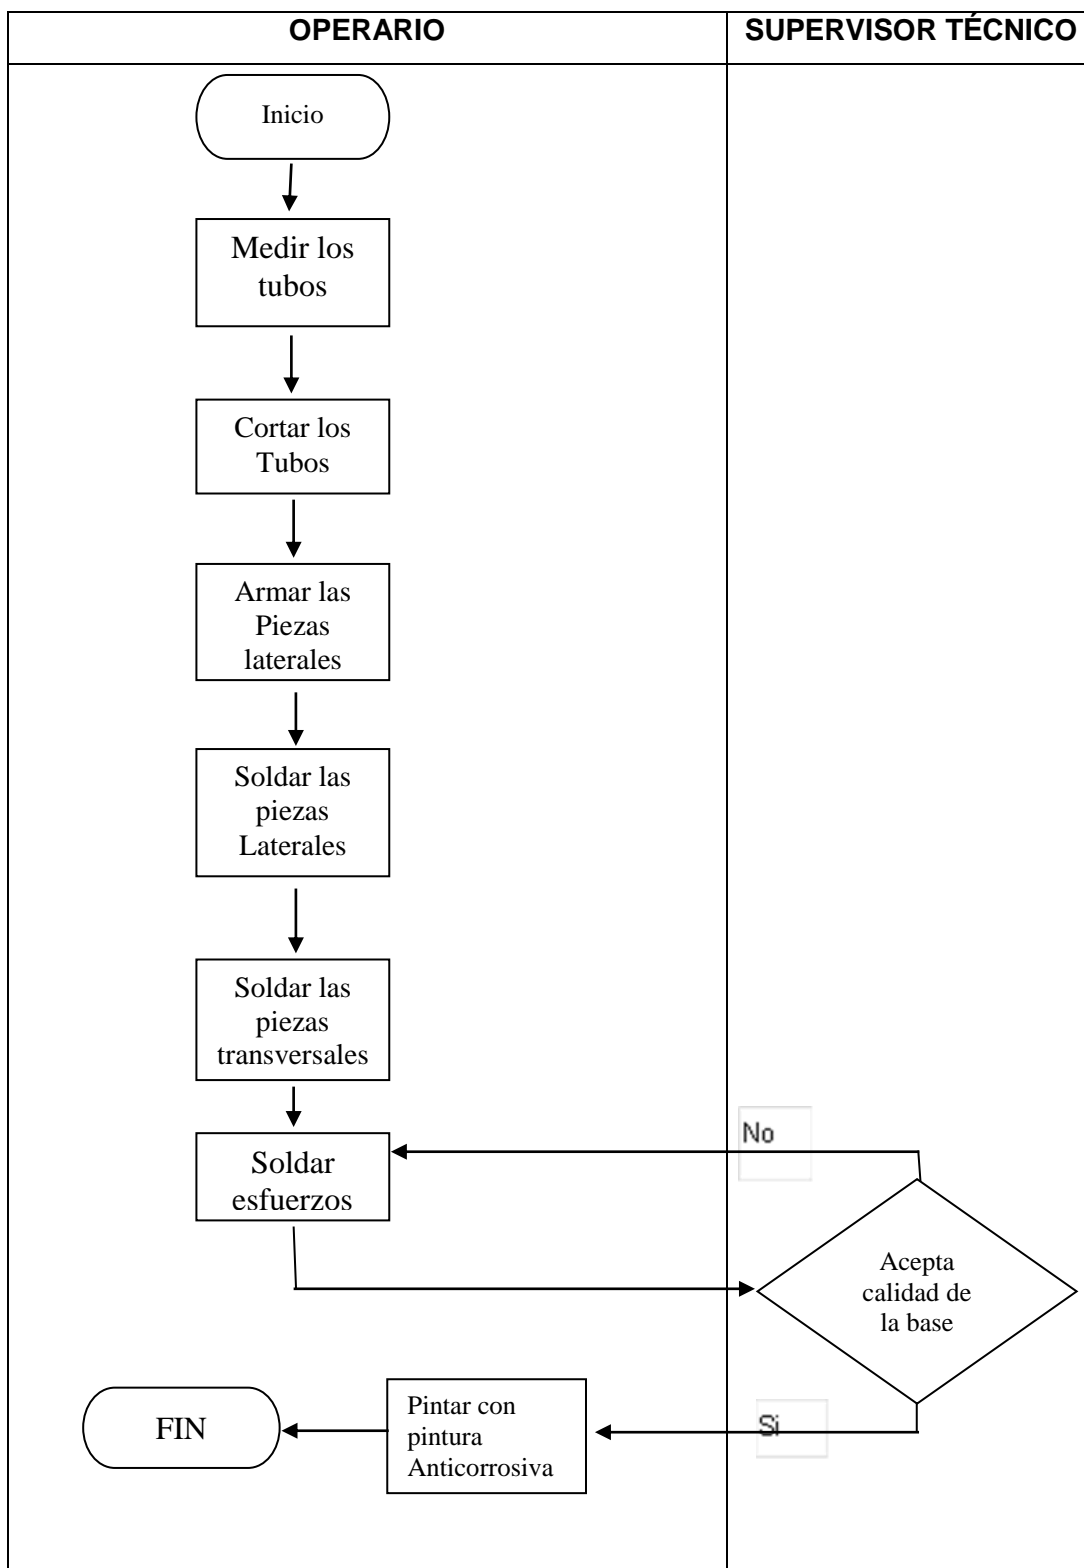 OPERARIO
SUPERVISOR TÉCNICO
Inicio
Medir los
tubos
Cortar los
Tubos
Armar las
Piezas
laterales
Soldar las
piezas
Laterales
Soldar las
piezas
transversales
Soldar
esfuerzos
No
Acepta
calidad de
la base
Si
Pintar con
pintura
Anticorrosiva
FIN